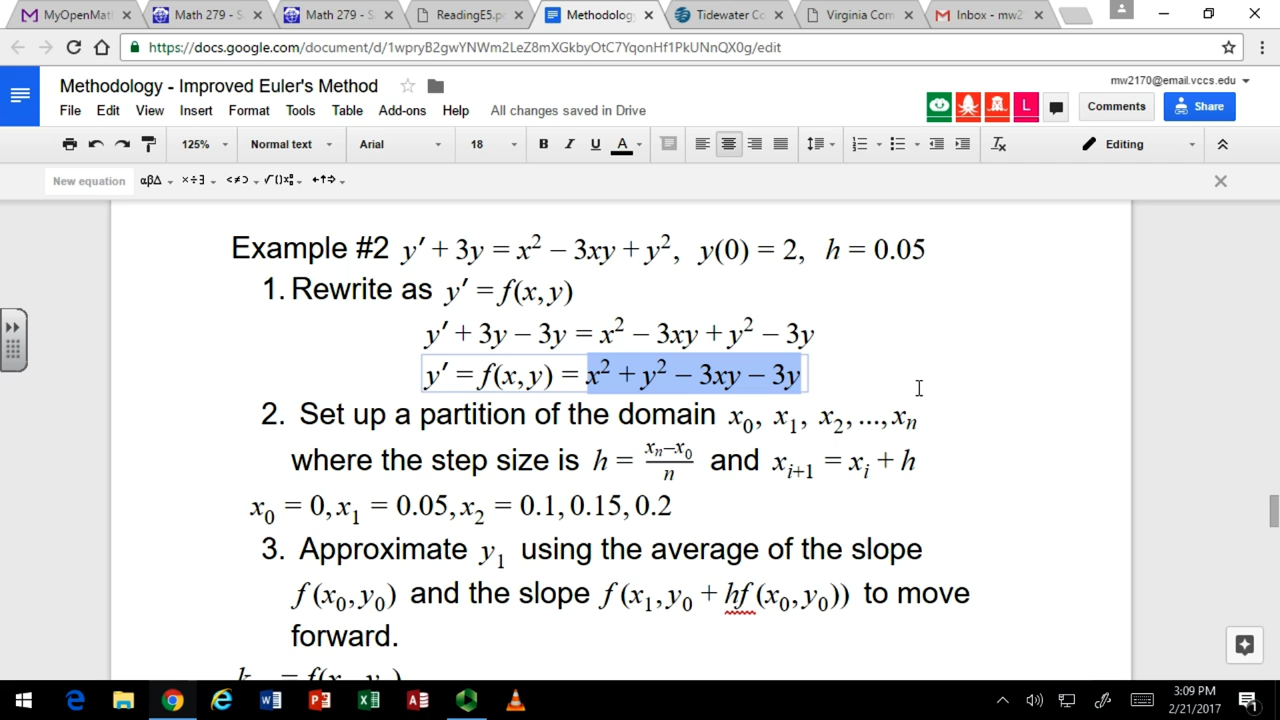 MyOpenMat
Math 279 - S
Math 279 - S
ReadingE5.p
Methodology
Tidewater Co
Virginia Com
Inbox - mw2
https://docs.google.com/document/d/1wpryB2gwYNWm2LeZ8mXGkbyOtC7YqonHf1PkUNnQX0g/edit
Methodology - Improved Euler's Method
mw2170@email.vccs.edu
File Edit View Insert Format Tools Table Add-ons Help All changes saved in Drive
L Comments Share
125% Normal text Arial 18 B I U A Editing
New equation αβΔ ×÷∃ <≠⊃ √()
Example #2 y′ + 3y = x² − 3xy + y², y(0) = 2, h = 0.05
1. Rewrite as y′ = f(x, y)
y′ + 3y − 3y = x² − 3xy + y² − 3y
y′ = f(x, y) = x² + y² − 3xy − 3y
2. Set up a partition of the domain x₀, x₁, x₂, ..., xₙ
where the step size is h = (xₙ−x₀)/n and xᵢ₊₁ = xᵢ + h
x₀ = 0, x₁ = 0.05, x₂ = 0.1, 0.15, 0.2
3. Approximate y₁ using the average of the slope
f(x₀, y₀) and the slope f(x₁, y₀ + hf(x₀, y₀)) to move
forward.
3:09 PM
2/21/2017